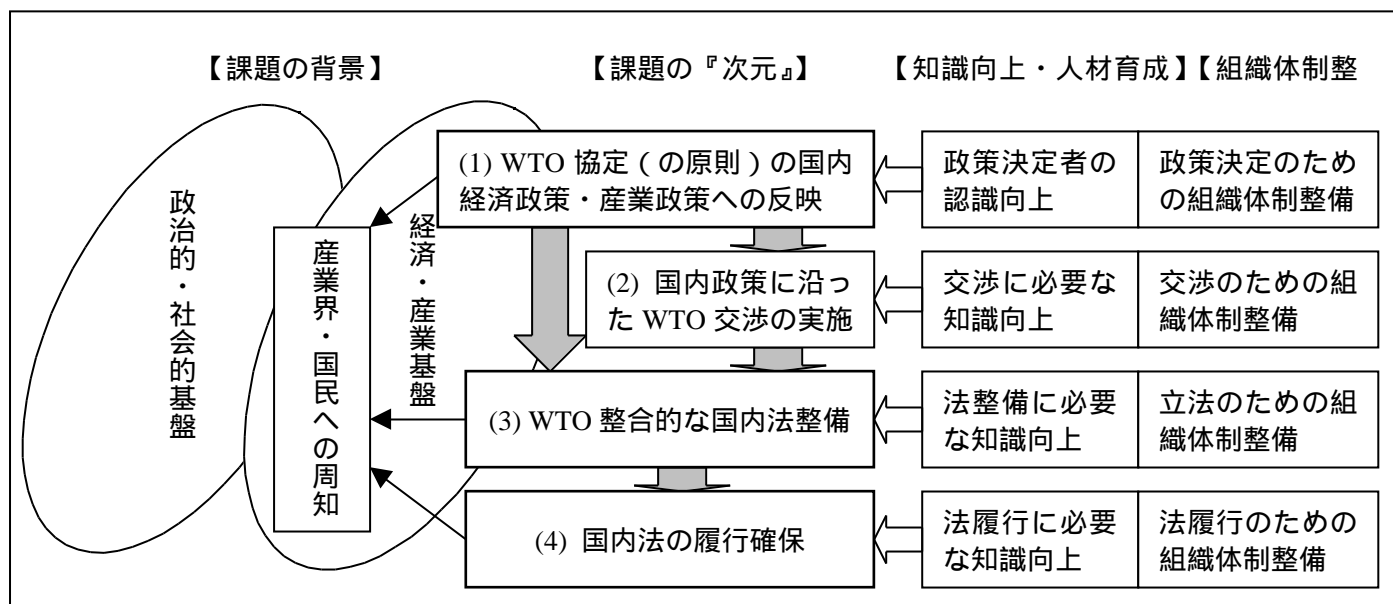 【課題の背景】
【課題の『次元』】
【知識向上・人材育成】【組織体制整
政治的・社会的基盤
経済・産業基盤
産業界・国民への周知
(1) WTO 協定（の原則）の国内
経済政策・産業政策への反映
政策決定者の
認識向上
政策決定のため
の組織体制整備
(2) 国内政策に沿っ
た WTO 交渉の実施
交渉に必要な
知識向上
交渉のための組
織体制整備
(3) WTO 整合的な国内法整備
法整備に必要
な知識向上
立法のための組
織体制整備
(4) 国内法の履行確保
法履行に必要
な知識向上
法履行のための
組織体制整備